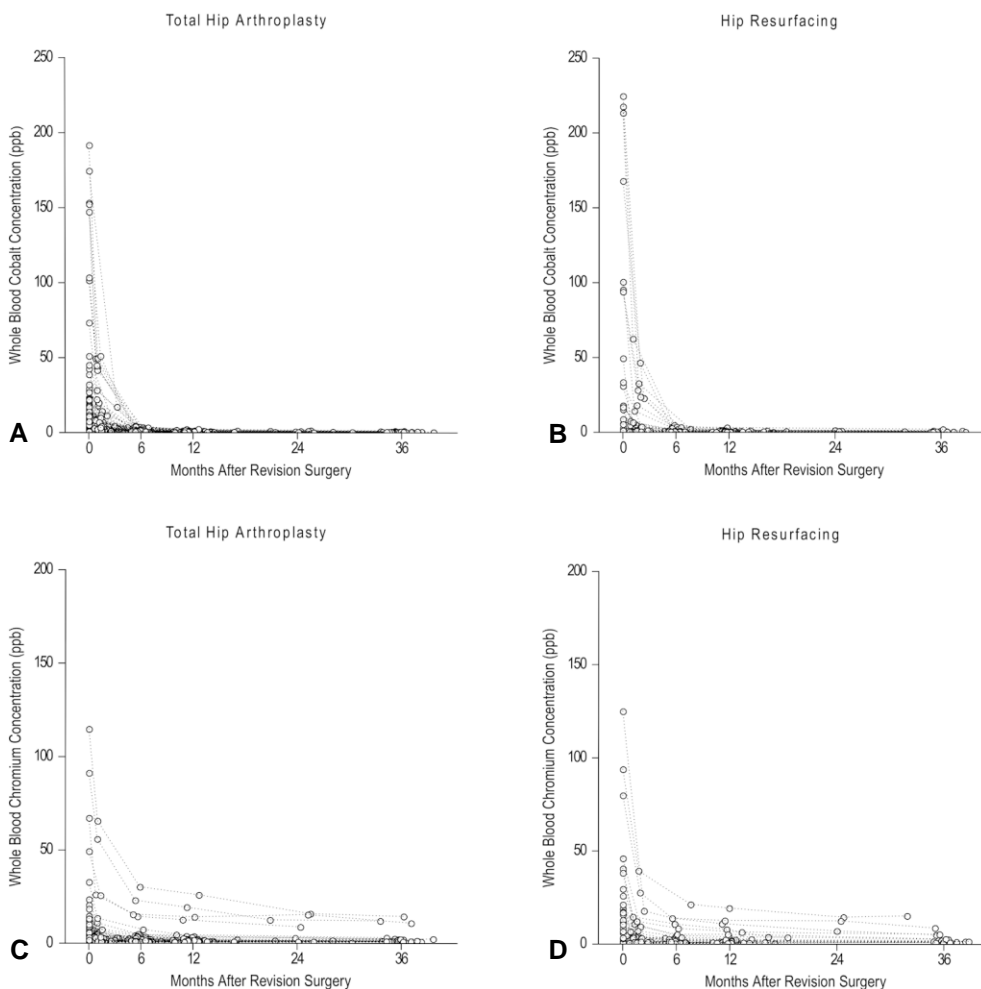 Total Hip Arthroplasty
250
200
150
100
50
0
Whole Blood Cobalt Concentration (ppb)
0 6 12 24 36
Months After Revision Surgery
A
Hip Resurfacing
250
200
150
100
50
0
Whole Blood Cobalt Concentration (ppb)
0 6 12 24 36
Months After Revision Surgery
B
Total Hip Arthroplasty
200
150
100
50
0
Whole Blood Chromium Concentration (ppb)
0 6 12 24 36
Months After Revision Surgery
C
Hip Resurfacing
200
150
100
50
0
Whole Blood Chromium Concentration (ppb)
0 6 12 24 36
Months After Revision Surgery
D